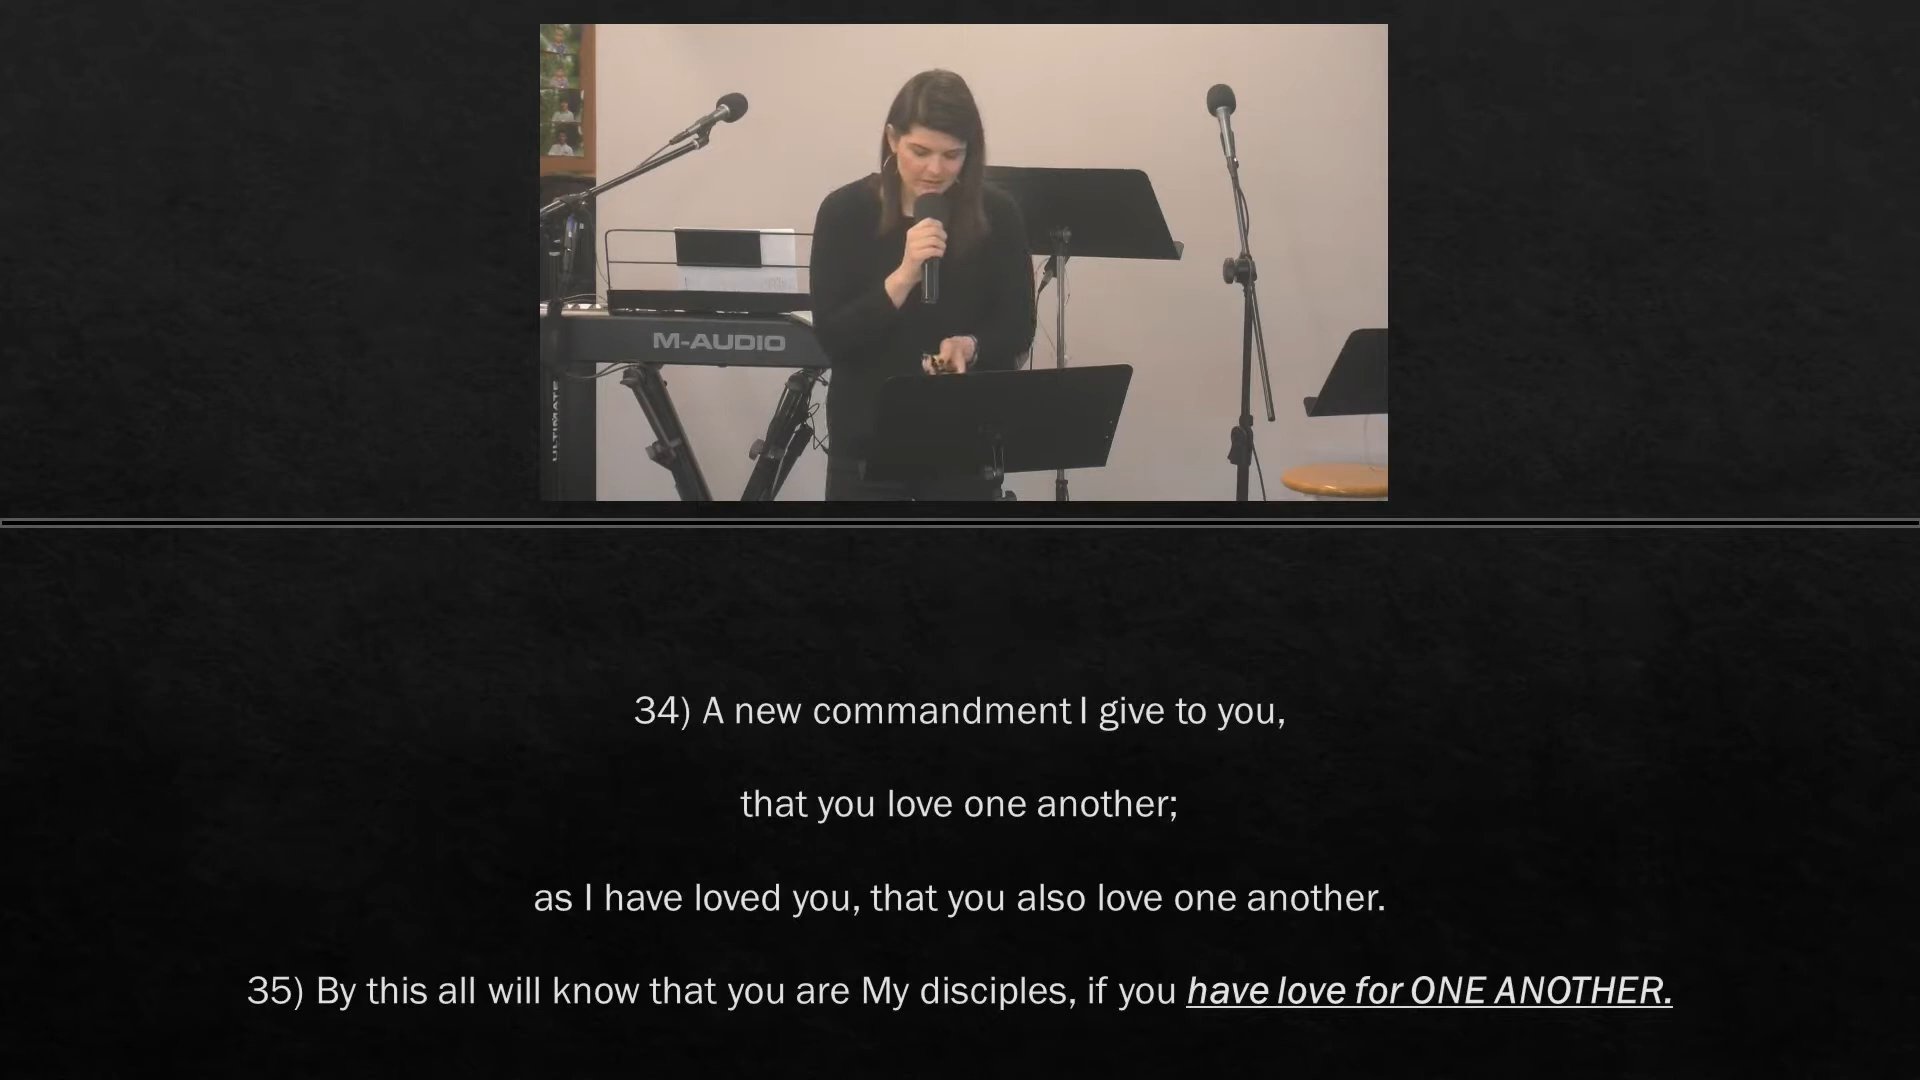 M-AUDIO
ULTIMATE
34) A new commandment I give to you,
that you love one another;
as I have loved you, that you also love one another.
35) By this all will know that you are My disciples, if you have love for ONE ANOTHER.